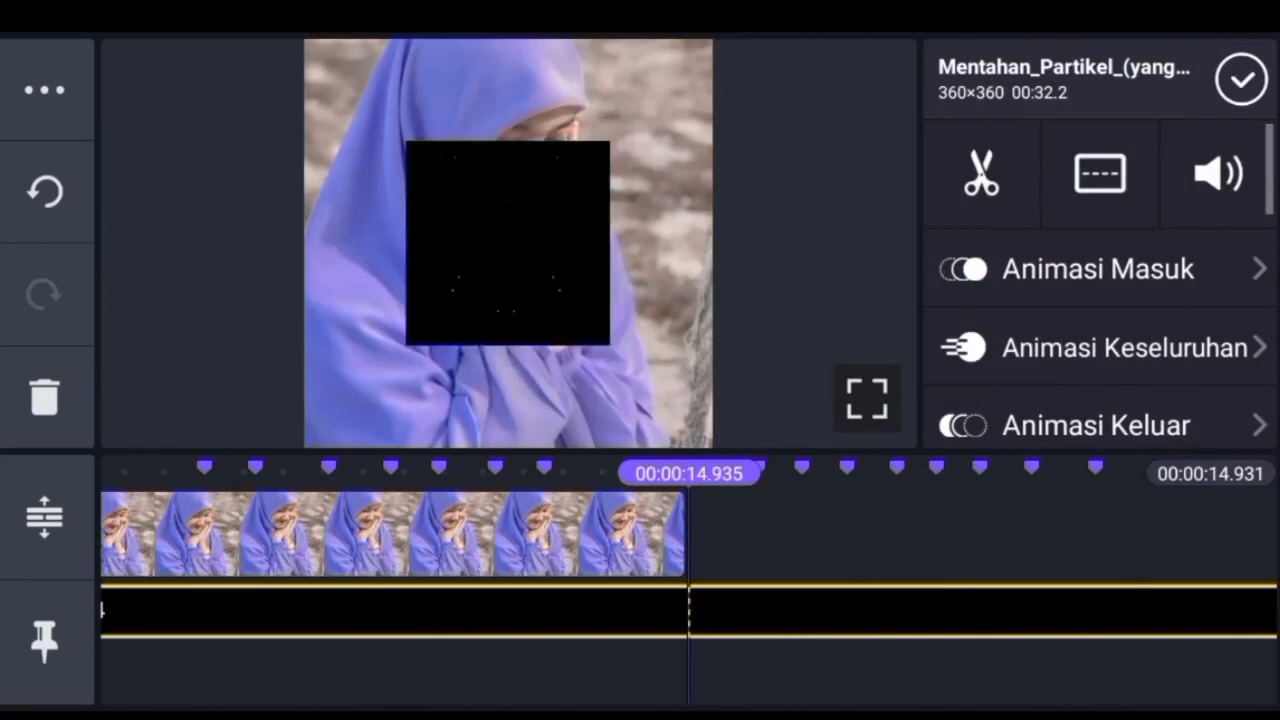 Mentahan_Partikel_(yang...
360×360 00:32.2
Animasi Masuk
Animasi Keseluruhan
Animasi Keluar
00:00:14.935
00:00:14.931